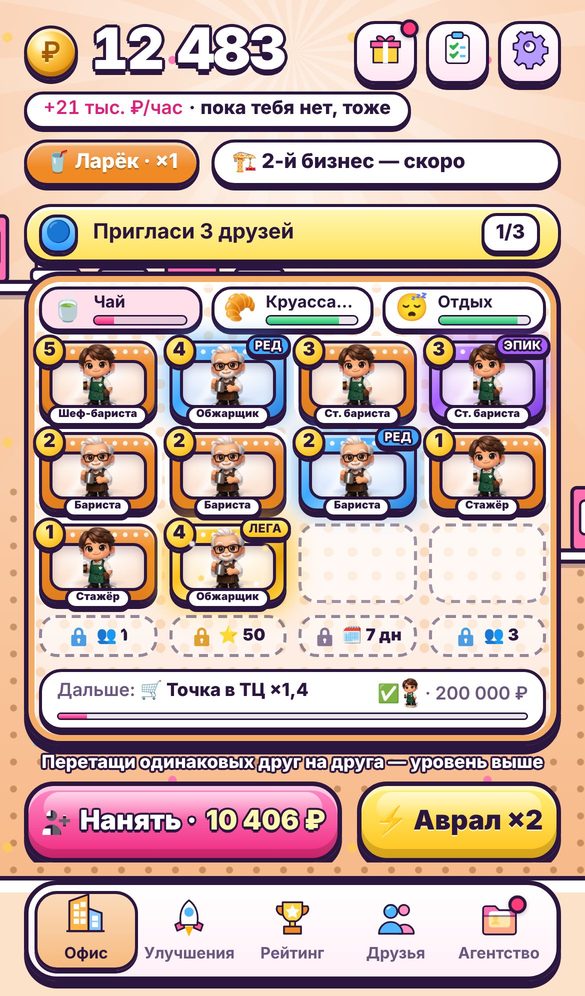 ₽ 12 483
+21 тыс. ₽/час · пока тебя нет, тоже
Ларёк · ×1
2-й бизнес — скоро
Пригласи 3 друзей 1/3
Чай
Круасса...
Отдых
5 4 РЕД 3 3 ЭПИК
Шеф-бариста Обжарщик Ст. бариста Ст. бариста
2 2 2 РЕД 1
Бариста Бариста Бариста Стажёр
1 4 ЛЕГА
Стажёр Обжарщик
1 50 7 дн 3
Дальше: Точка в ТЦ ×1,4 · 200 000 ₽
Перетащи одинаковых друг на друга — уровень выше
Нанять · 10 406 ₽
Аврал ×2
Офис Улучшения Рейтинг Друзья Агентство